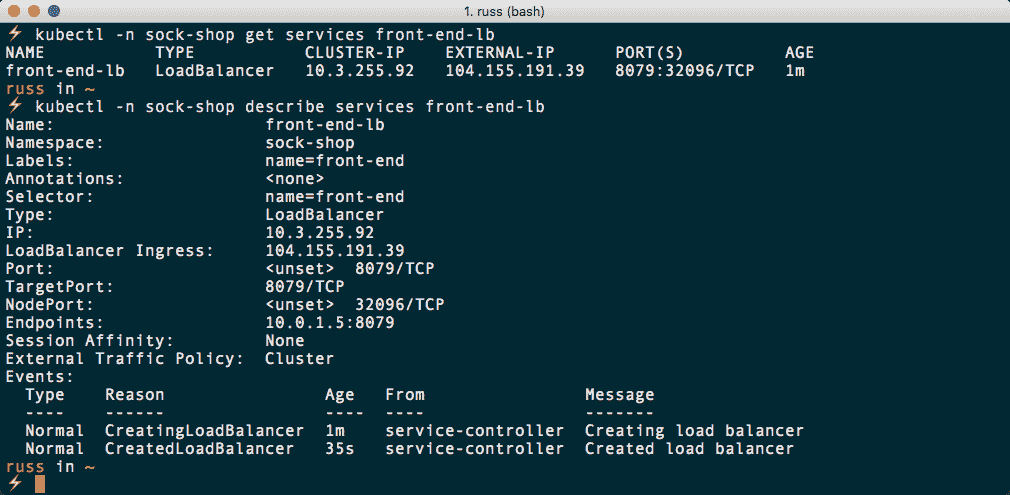 1. russ (bash)
⚡ kubectl -n sock-shop get services front-end-lb
NAME           TYPE           CLUSTER-IP    EXTERNAL-IP      PORT(S)          AGE
front-end-lb   LoadBalancer   10.3.255.92   104.155.191.39   8079:32096/TCP   1m
russ in ~
⚡ kubectl -n sock-shop describe services front-end-lb
Name:                     front-end-lb
Namespace:                sock-shop
Labels:                   name=front-end
Annotations:              <none>
Selector:                 name=front-end
Type:                     LoadBalancer
IP:                       10.3.255.92
LoadBalancer Ingress:     104.155.191.39
Port:                     <unset>  8079/TCP
TargetPort:               8079/TCP
NodePort:                 <unset>  32096/TCP
Endpoints:                10.0.1.5:8079
Session Affinity:         None
External Traffic Policy:  Cluster
Events:
  Type    Reason                Age   From                Message
  ----    ------                ----  ----                -------
  Normal  CreatingLoadBalancer  1m    service-controller  Creating load balancer
  Normal  CreatedLoadBalancer   35s   service-controller  Created load balancer
russ in ~
⚡